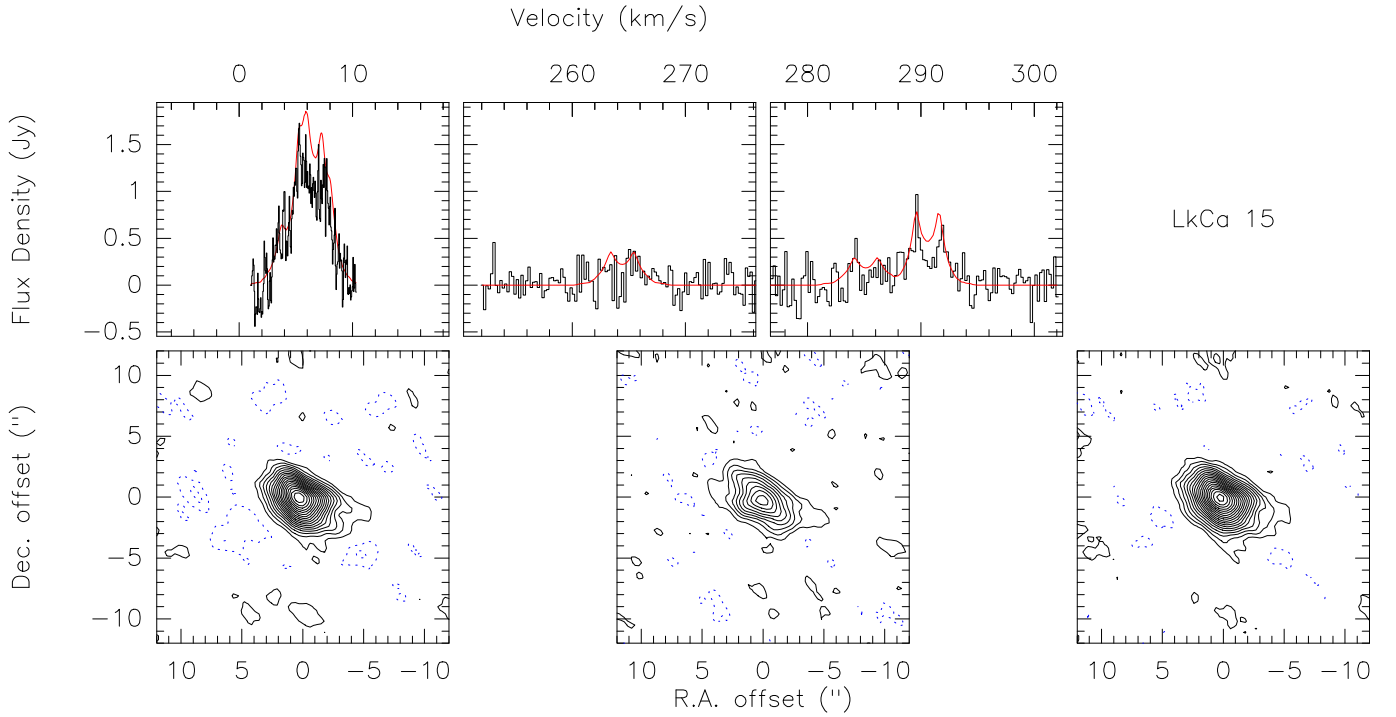 Velocity (km/s)
0 10 260 270 280 290 300
Flux Density (Jy)
1.5
1
0.5
0
−0.5
LkCa 15
Dec. offset (")
10
5
0
−5
−10
10 5 0 −5 −10 10 5 0 −5 −10 10 5 0 −5 −10
R.A. offset (")